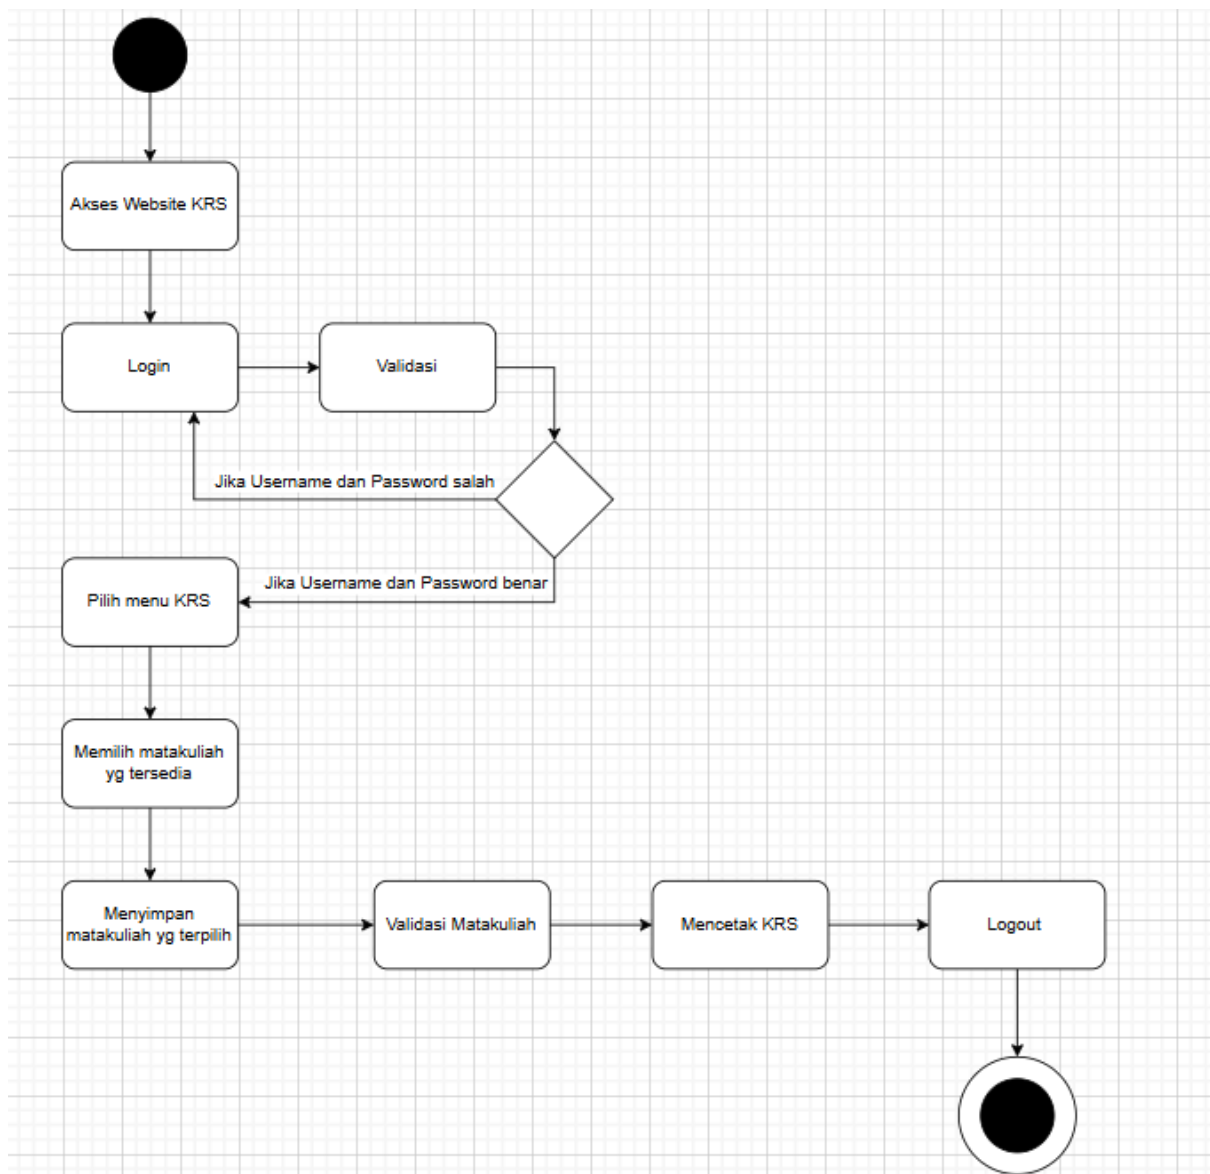 Akses Website KRS
Login
Validasi
Jika Username dan Password salah
Jika Username dan Password benar
Pilih menu KRS
Memilih matakuliah
yg tersedia
Menyimpan
matakuliah yg terpilih
Validasi Matakuliah
Mencetak KRS
Logout